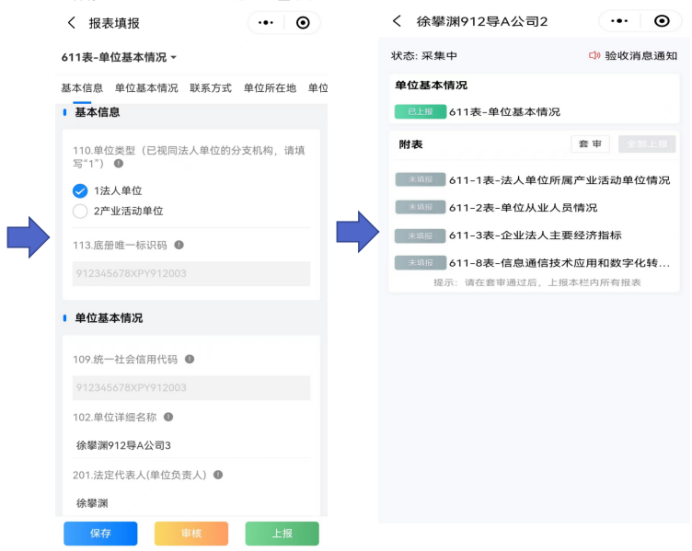 报表填报
611表-单位基本情况
基本信息 单位基本情况 联系方式 单位所在地 单位
基本信息
110.单位类型（已视同法人单位的分支机构，请填
写“1”）
1法人单位
2产业活动单位
113.底册唯一标识码
912345678XPY912003
单位基本情况
109.统一社会信用代码
912345678XPY912003
102.单位详细名称
徐攀渊912导A公司3
201.法定代表人(单位负责人)
徐攀渊
保存 审核 上报
徐攀渊912导A公司2
状态: 采集中 验收消息通知
单位基本情况
已上报 611表-单位基本情况
附表 套审 全部上报
未填报 611-1表-法人单位所属产业活动单位情况
未填报 611-2表-单位从业人员情况
未填报 611-3表-企业法人主要经济指标
未填报 611-8表-信息通信技术应用和数字化转...
提示：请在套审通过后，上报本栏内所有报表